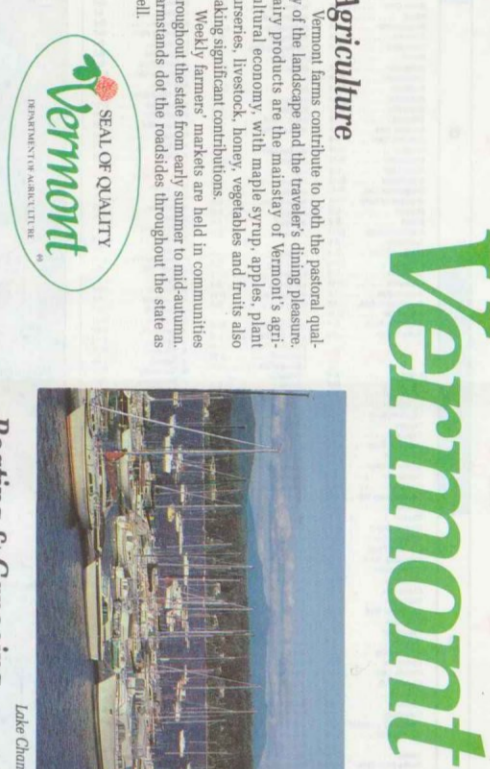 Vermont
Agriculture
Vermont farms contribute to both the pastoral qual-
y of the landscape and the traveler's dining pleasure.
airy products are the mainstay of Vermont's agri-
ltural economy, with maple syrup, apples, plant
urseries, livestock, honey, vegetables and fruits also
aking significant contributions.
Weekly farmers' markets are held in communities
roughout the state from early summer to mid-autumn.
armstands dot the roadsides throughout the state as
ell.
SEAL OF QUALITY
Vermont
DEPARTMENT OF AGRICULTURE
Lake Cham